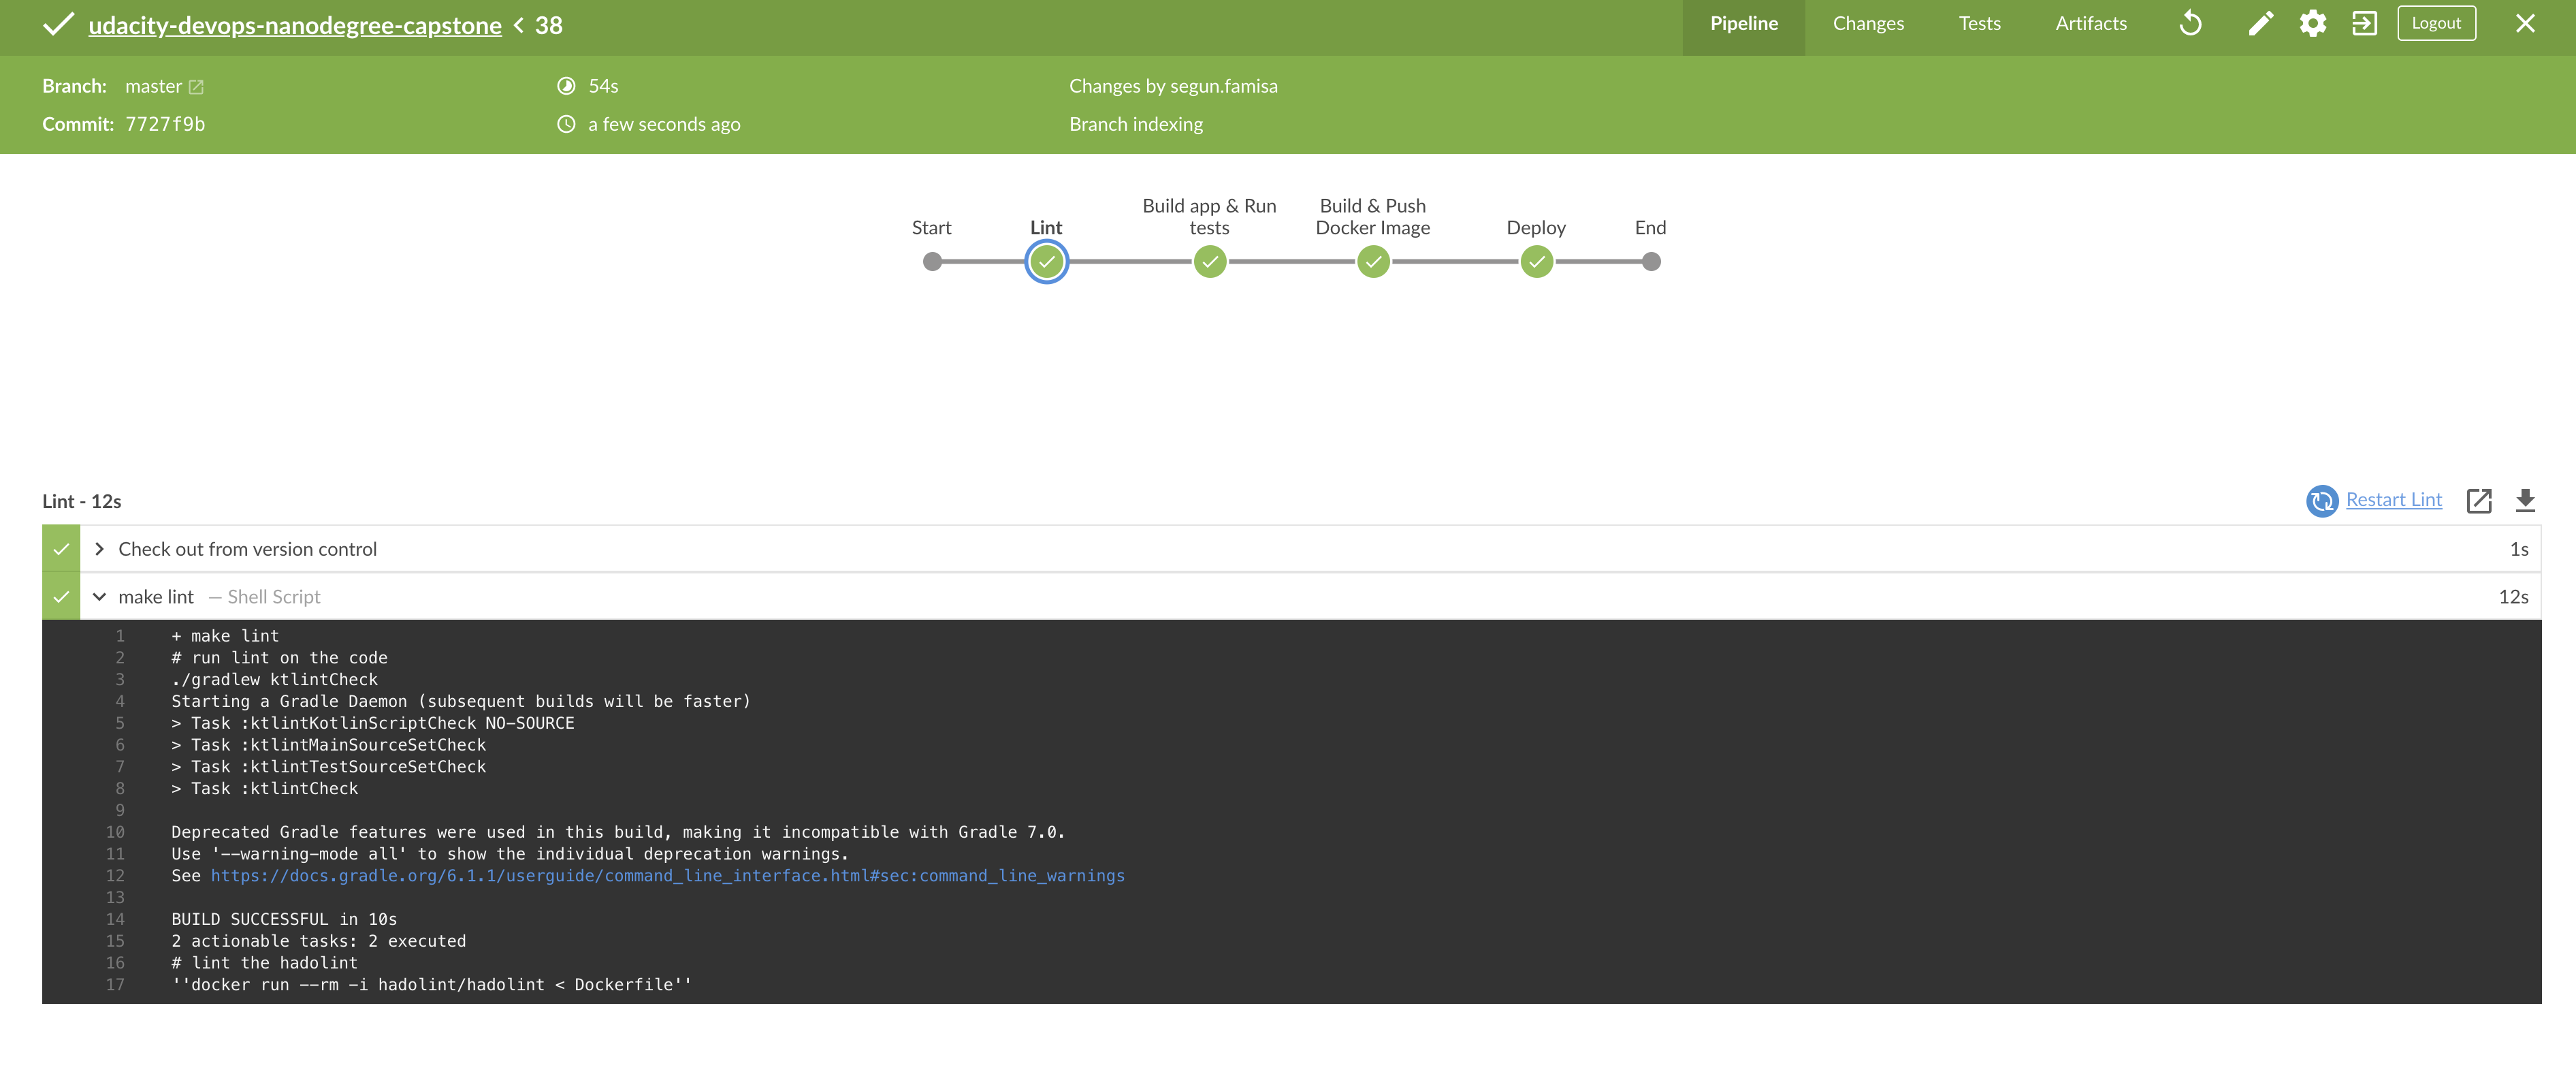 udacity-devops-nanodegree-capstone < 38
Pipeline Changes Tests Artifacts Logout
Branch: master 54s Changes by segun.famisa
Commit: 7727f9b a few seconds ago Branch indexing
Start Lint Build app & Run tests Build & Push Docker Image Deploy End
Lint - 12s Restart Lint
Check out from version control 1s
make lint — Shell Script 12s
1 + make lint
2 # run lint on the code
3 ./gradlew ktlintCheck
4 Starting a Gradle Daemon (subsequent builds will be faster)
5 > Task :ktlintKotlinScriptCheck NO-SOURCE
6 > Task :ktlintMainSourceSetCheck
7 > Task :ktlintTestSourceSetCheck
8 > Task :ktlintCheck
9
10 Deprecated Gradle features were used in this build, making it incompatible with Gradle 7.0.
11 Use '--warning-mode all' to show the individual deprecation warnings.
12 See https://docs.gradle.org/6.1.1/userguide/command_line_interface.html#sec:command_line_warnings
13
14 BUILD SUCCESSFUL in 10s
15 2 actionable tasks: 2 executed
16 # lint the hadolint
17 ''docker run --rm -i hadolint/hadolint < Dockerfile''